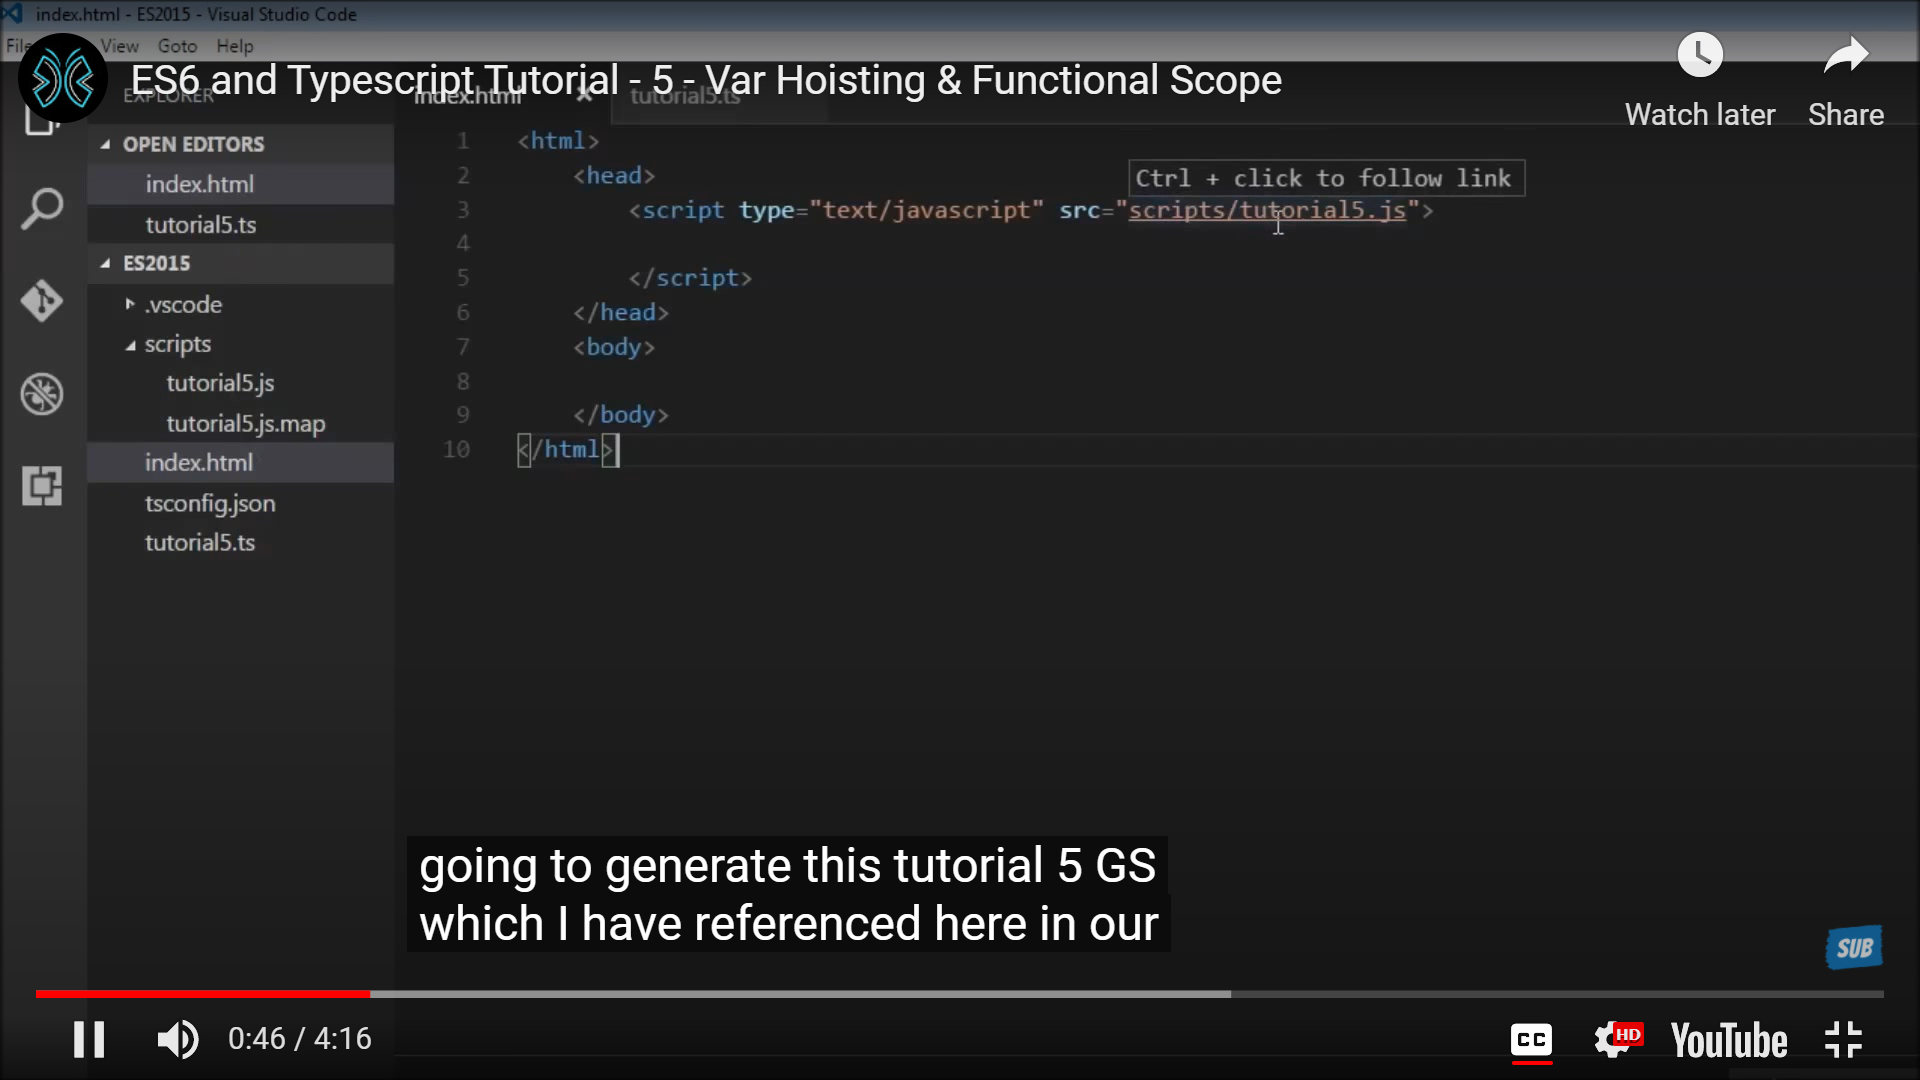 index.html - ES2015 - Visual Studio Code
File View Goto Help
ES6 and Typescript Tutorial - 5 - Var Hoisting & Functional Scope
Watch later Share
EXPLORER
index.html tutorial5.ts
OPEN EDITORS
index.html
tutorial5.ts
ES2015
.vscode
scripts
tutorial5.js
tutorial5.js.map
index.html
tsconfig.json
tutorial5.ts
1 <html>
2 <head>
Ctrl + click to follow link
3 <script type="text/javascript" src="scripts/tutorial5.js">
4
5 </script>
6 </head>
7 <body>
8
9 </body>
10 </html>
going to generate this tutorial 5 GS
which I have referenced here in our
SUB
0:46 / 4:16
CC HD YouTube